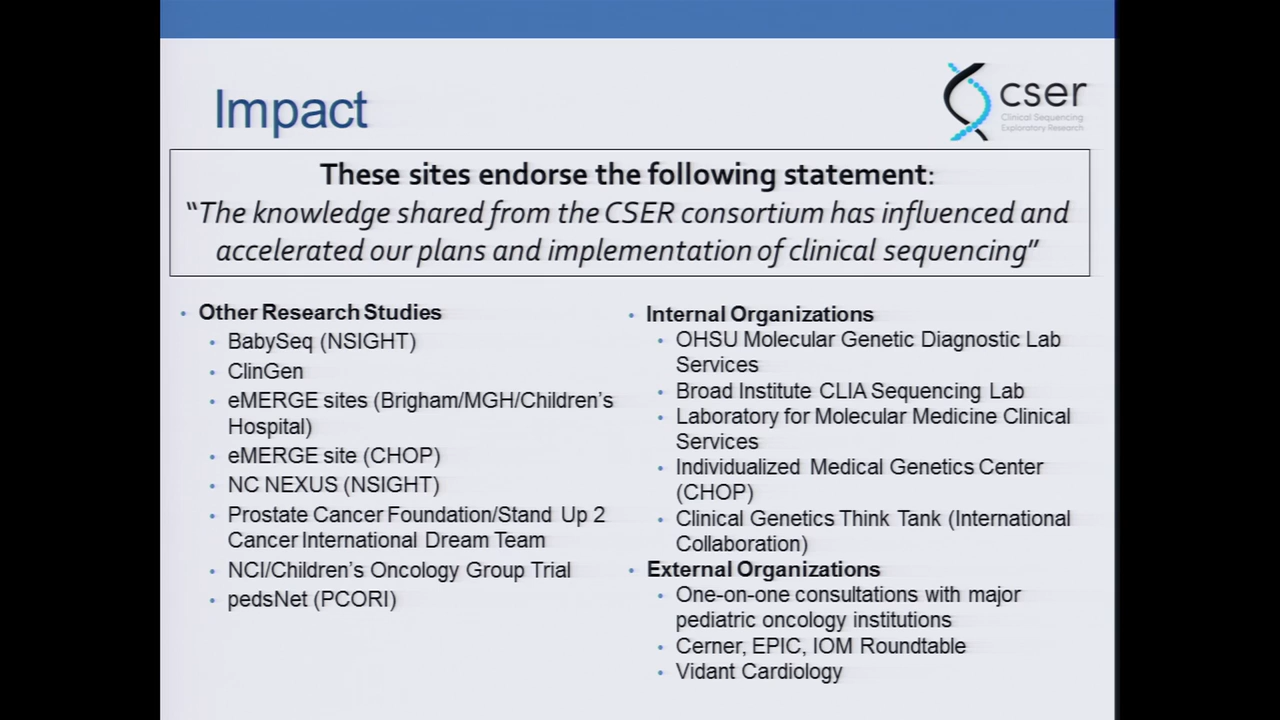 Impact
cser
Clinical Sequencing
Exploratory Research
These sites endorse the following statement:
“The knowledge shared from the CSER consortium has influenced and
accelerated our plans and implementation of clinical sequencing”
• Other Research Studies
• BabySeq (NSIGHT)
• ClinGen
• eMERGE sites (Brigham/MGH/Children’s
Hospital)
• eMERGE site (CHOP)
• NC NEXUS (NSIGHT)
• Prostate Cancer Foundation/Stand Up 2
Cancer International Dream Team
• NCI/Children’s Oncology Group Trial
• pedsNet (PCORI)
• Internal Organizations
• OHSU Molecular Genetic Diagnostic Lab
Services
• Broad Institute CLIA Sequencing Lab
• Laboratory for Molecular Medicine Clinical
Services
• Individualized Medical Genetics Center
(CHOP)
• Clinical Genetics Think Tank (International
Collaboration)
• External Organizations
• One-on-one consultations with major
pediatric oncology institutions
• Cerner, EPIC, IOM Roundtable
• Vidant Cardiology